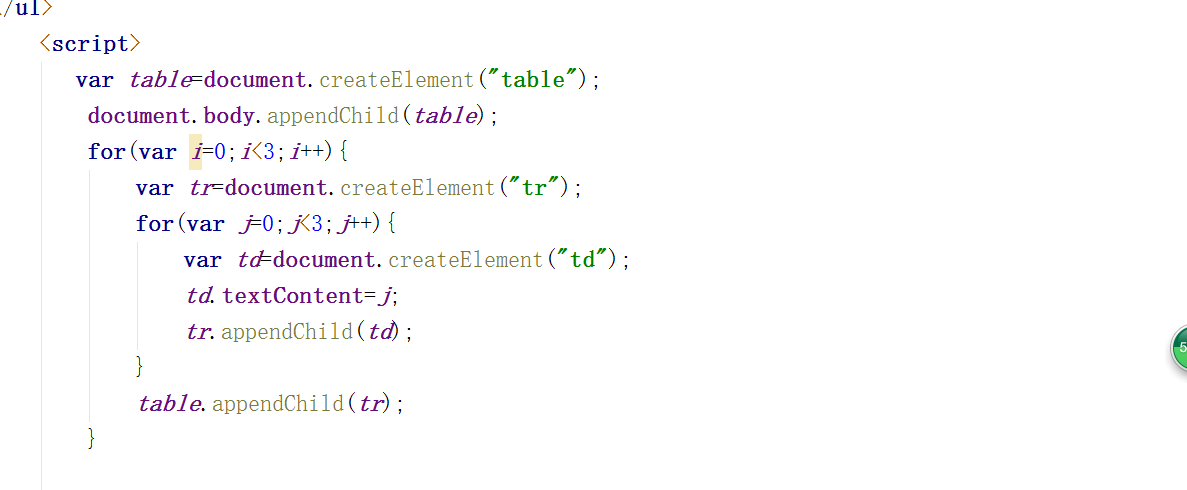 /ul>
<script>
var table=document.createElement("table");
document.body.appendChild(table);
for(var i=0;i<3;i++){
var tr=document.createElement("tr");
for(var j=0;j<3;j++){
var td=document.createElement("td");
td.textContent=j;
tr.appendChild(td);
}
table.appendChild(tr);
}
5